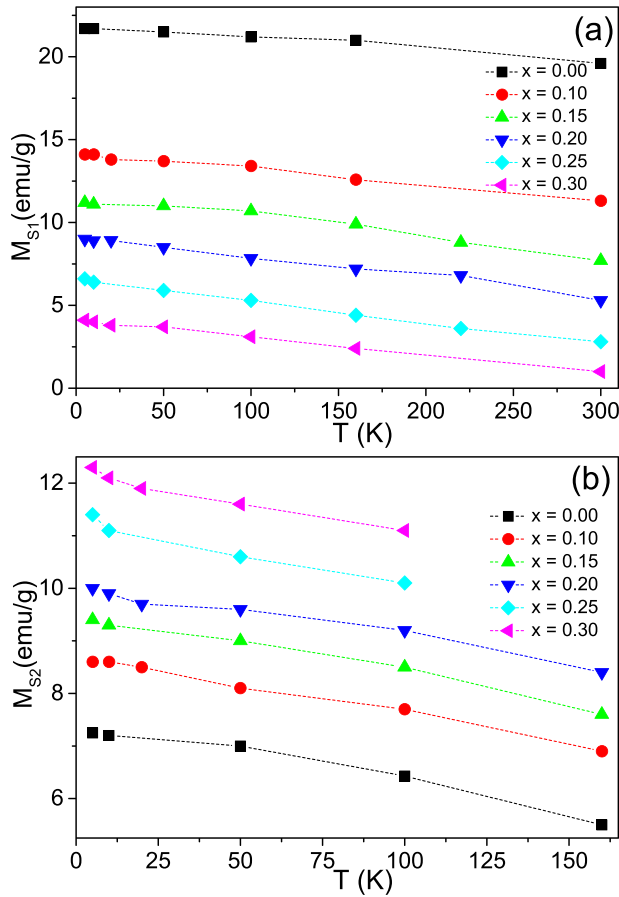 (a)
20
15
10
5
0
M_S1(emu/g)
x = 0.00
x = 0.10
x = 0.15
x = 0.20
x = 0.25
x = 0.30
0 50 100 150 200 250 300
T (K)
(b)
12
10
8
6
M_S2(emu/g)
x = 0.00
x = 0.10
x = 0.15
x = 0.20
x = 0.25
x = 0.30
0 25 50 75 100 125 150
T (K)